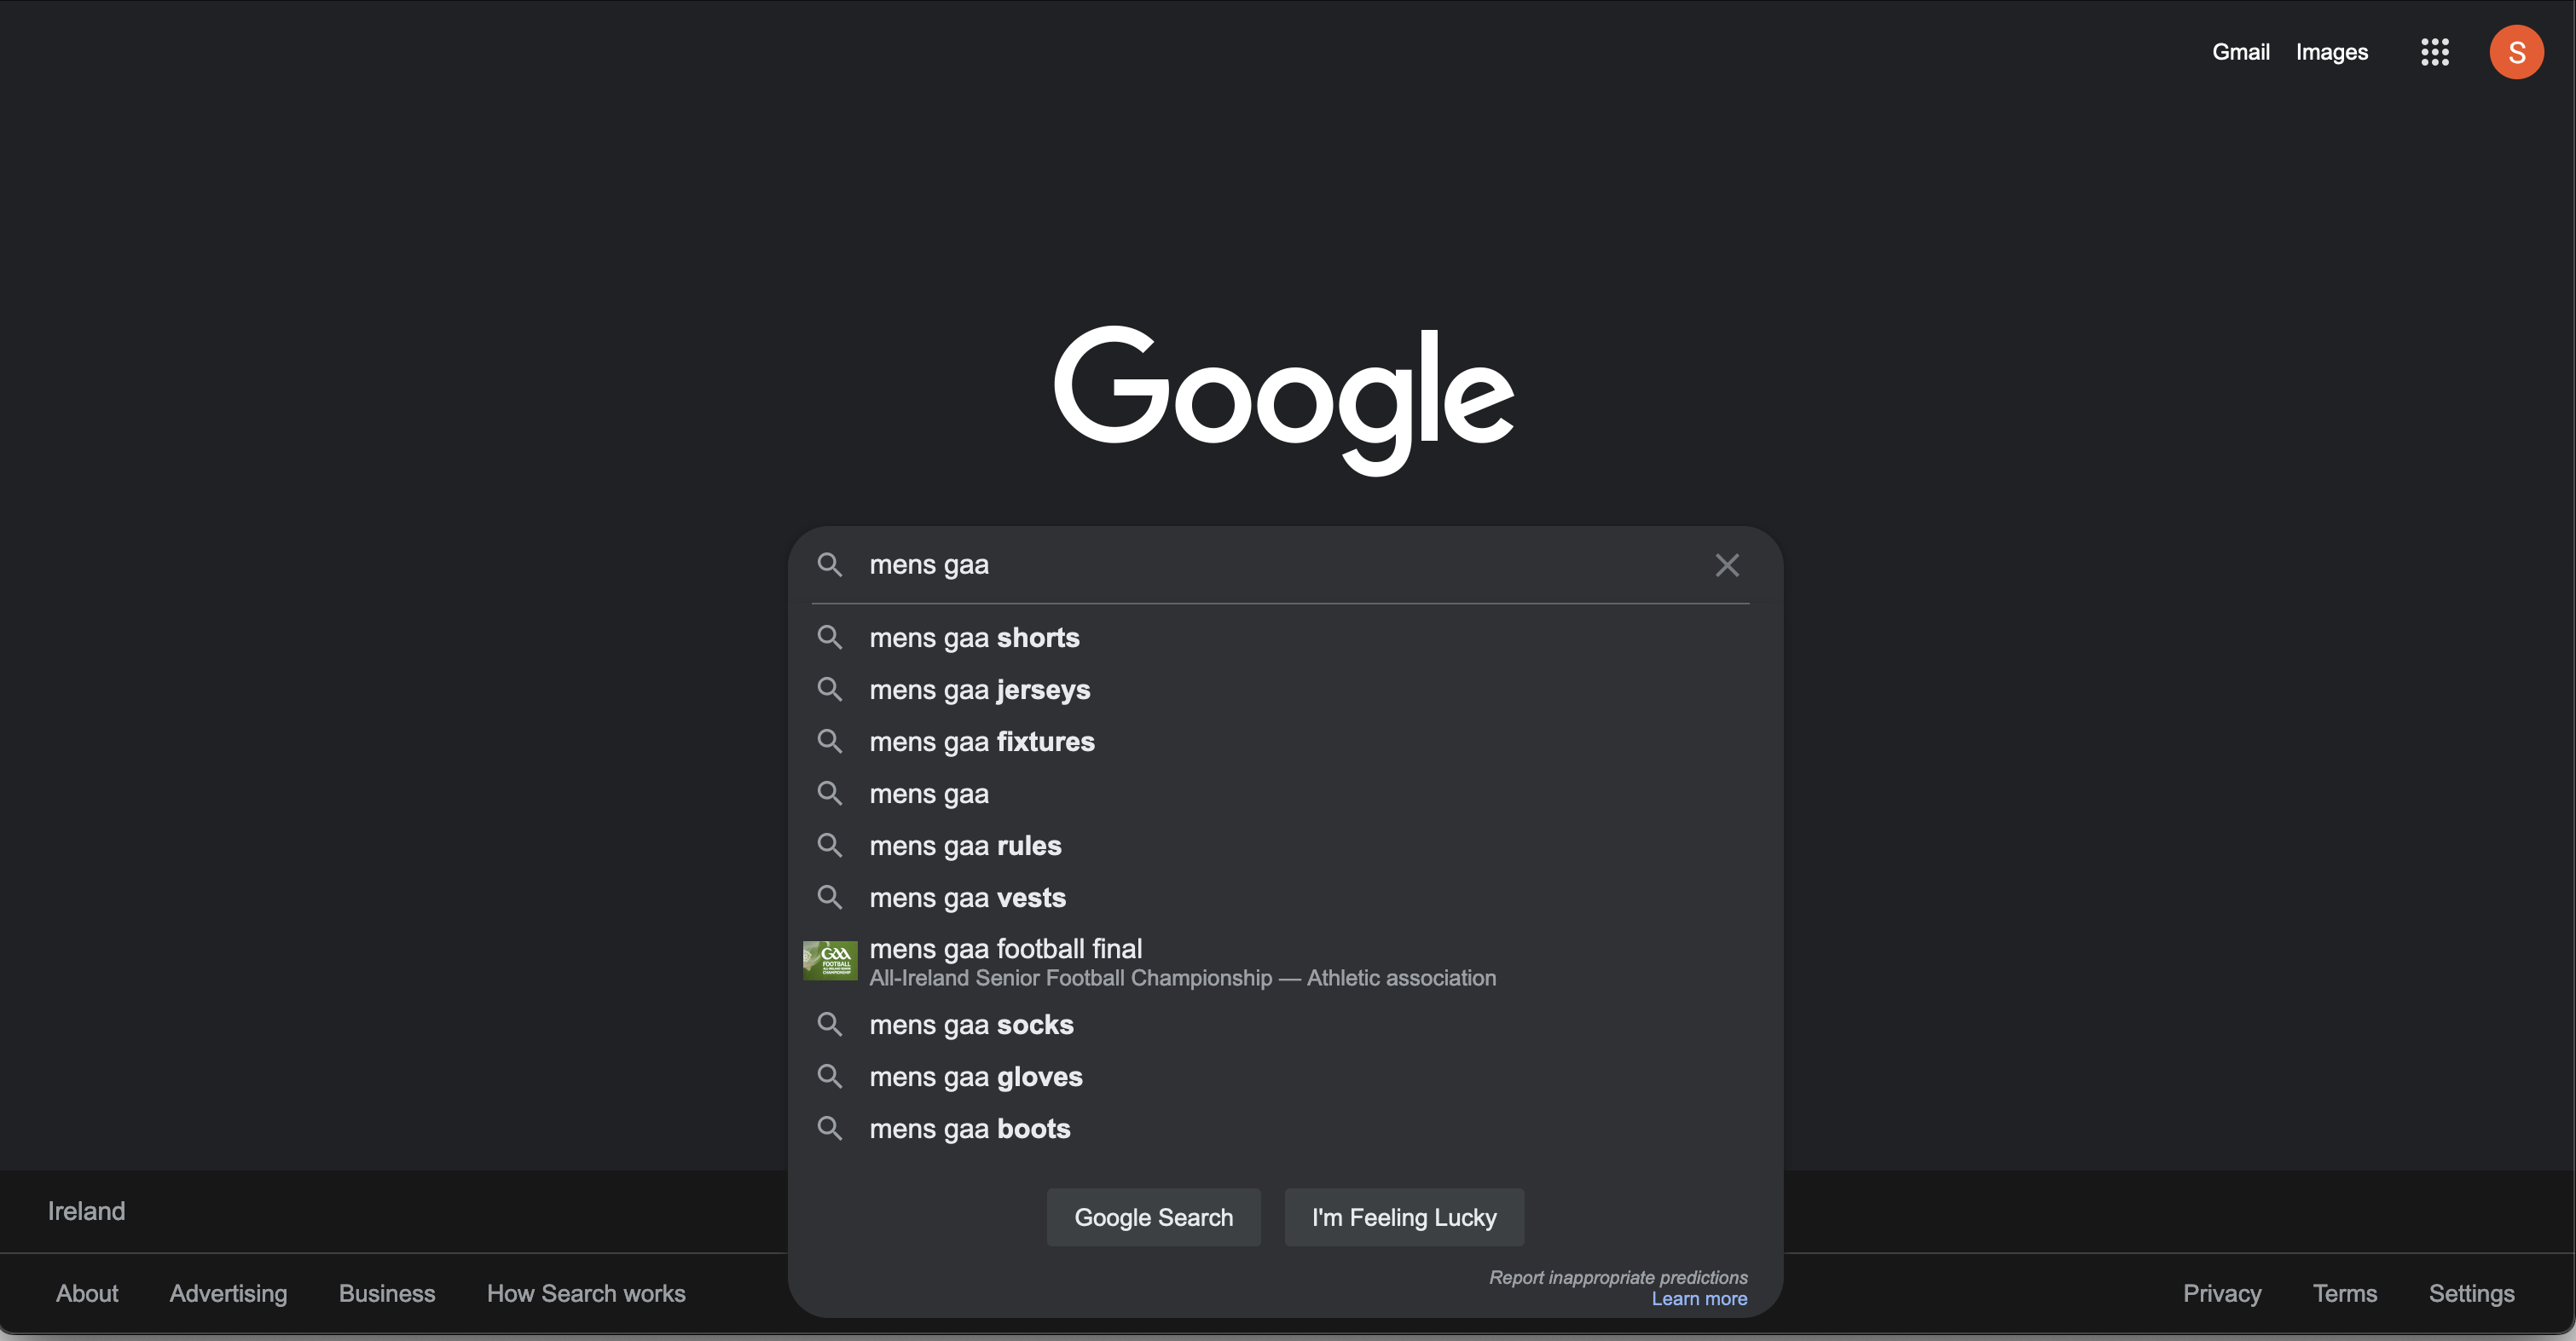 Gmail Images
S
Google
mens gaa
mens gaa shorts
mens gaa jerseys
mens gaa fixtures
mens gaa
mens gaa rules
mens gaa vests
GAA
FOOTBALL
mens gaa football final
All-Ireland Senior Football Championship — Athletic association
mens gaa socks
mens gaa gloves
mens gaa boots
Google Search I'm Feeling Lucky
Report inappropriate predictions
Learn more
Ireland
About Advertising Business How Search works Privacy Terms Settings